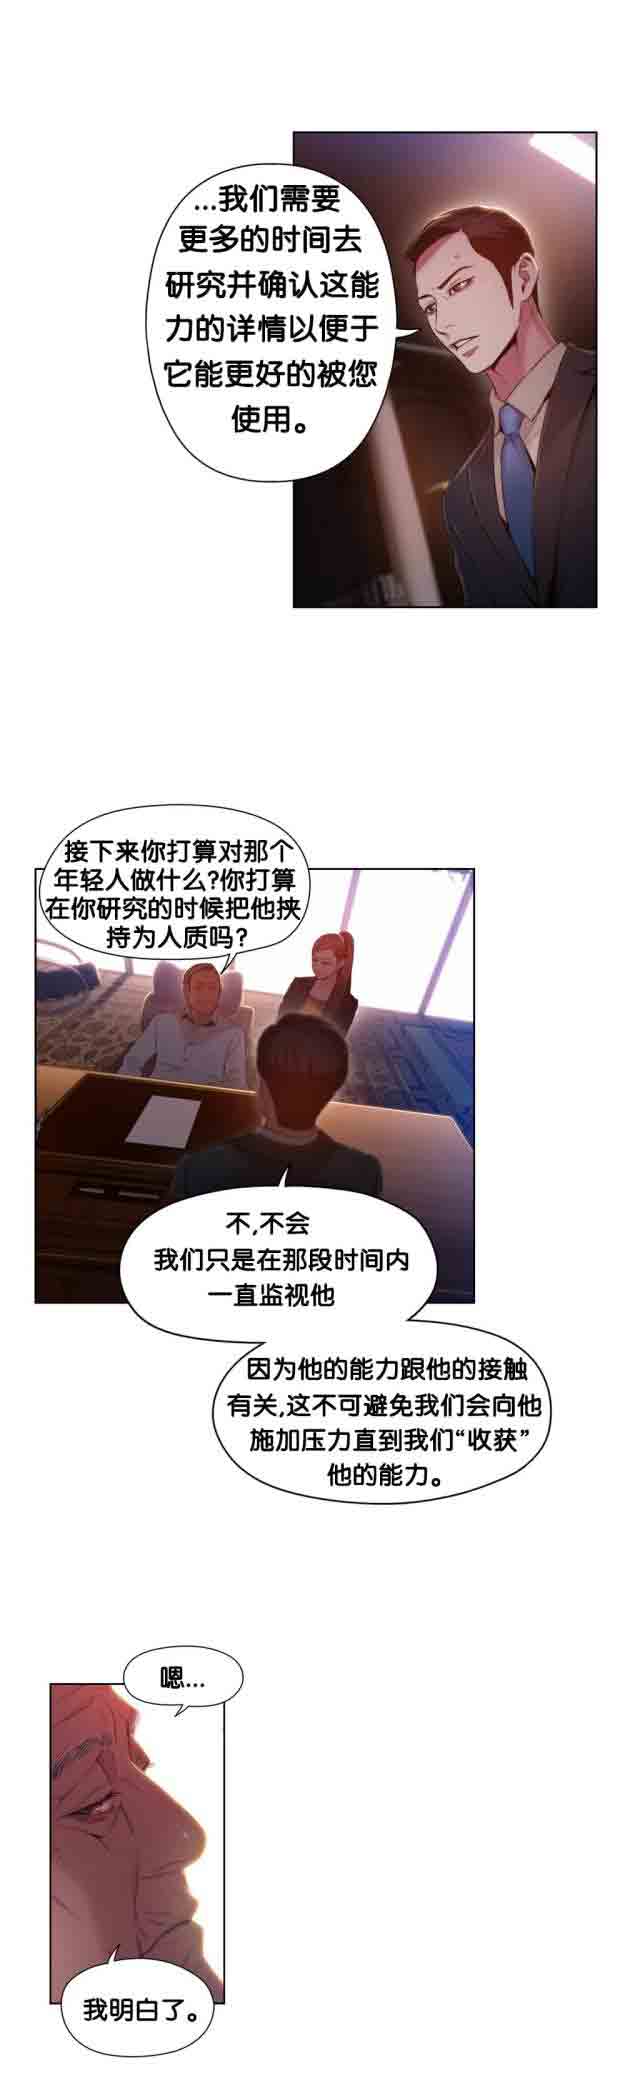 ...我们需要
更多的时间去
研究并确认这能
力的详情以便于
它能更好的被您
使用。
接下来你打算对那个
年轻人做什么?你打算
在你研究的时候把他挟
持为人质吗?
不,不会
我们只是在那段时间内
一直监视他
因为他的能力跟他的接触
有关,这不可避免我们会向他
施加压力直到我们“收获”
他的能力。
嗯...
我明白了。